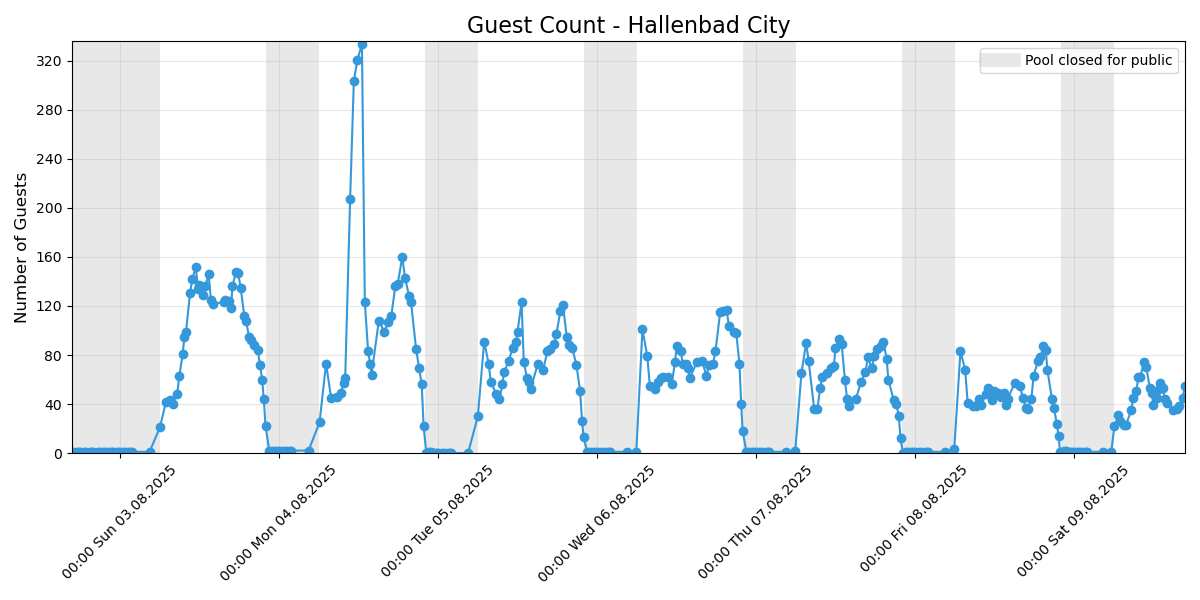 Guest Count - Hallenbad City
Pool closed for public
Number of Guests
320
280
240
200
160
120
80
40
0
00:00 Sun 03.08.2025
00:00 Mon 04.08.2025
00:00 Tue 05.08.2025
00:00 Wed 06.08.2025
00:00 Thu 07.08.2025
00:00 Fri 08.08.2025
00:00 Sat 09.08.2025